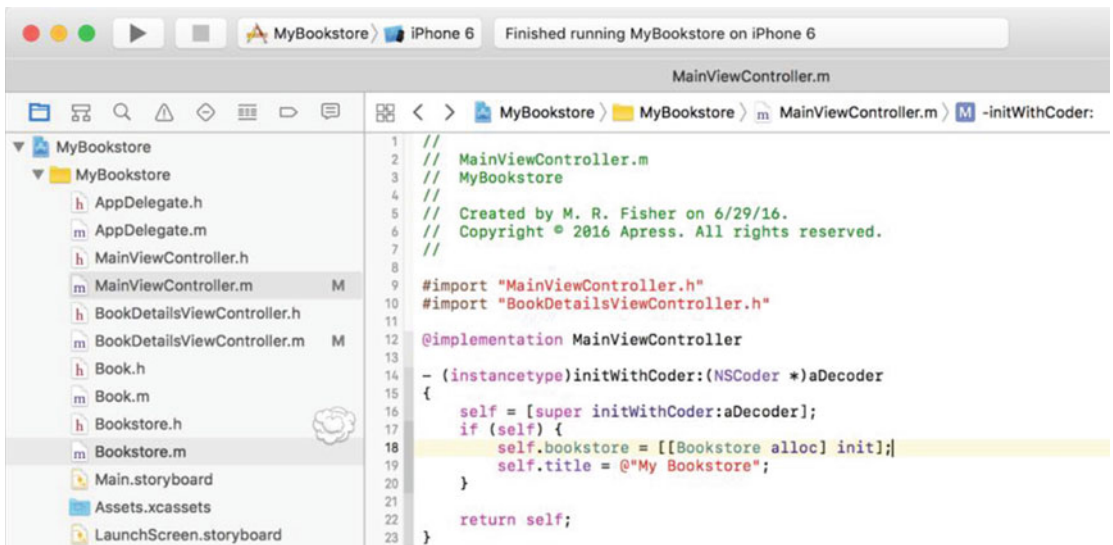 MyBookstore 〉 iPhone 6 Finished running MyBookstore on iPhone 6
MainViewController.m
MyBookstore 〉 MyBookstore 〉 m MainViewController.m 〉 M -initWithCoder:
MyBookstore
MyBookstore
h AppDelegate.h
m AppDelegate.m
h MainViewController.h
m MainViewController.m M
h BookDetailsViewController.h
m BookDetailsViewController.m M
h Book.h
m Book.m
h Bookstore.h
m Bookstore.m
Main.storyboard
Assets.xcassets
LaunchScreen.storyboard
1 //
2 //  MainViewController.m
3 //  MyBookstore
4 //
5 //  Created by M. R. Fisher on 6/29/16.
6 //  Copyright © 2016 Apress. All rights reserved.
7 //
8
9 #import "MainViewController.h"
10 #import "BookDetailsViewController.h"
11
12 @implementation MainViewController
13
14 - (instancetype)initWithCoder:(NSCoder *)aDecoder
15 {
16     self = [super initWithCoder:aDecoder];
17     if (self) {
18         self.bookstore = [[Bookstore alloc] init];
19         self.title = @"My Bookstore";
20     }
21
22     return self;
23 }